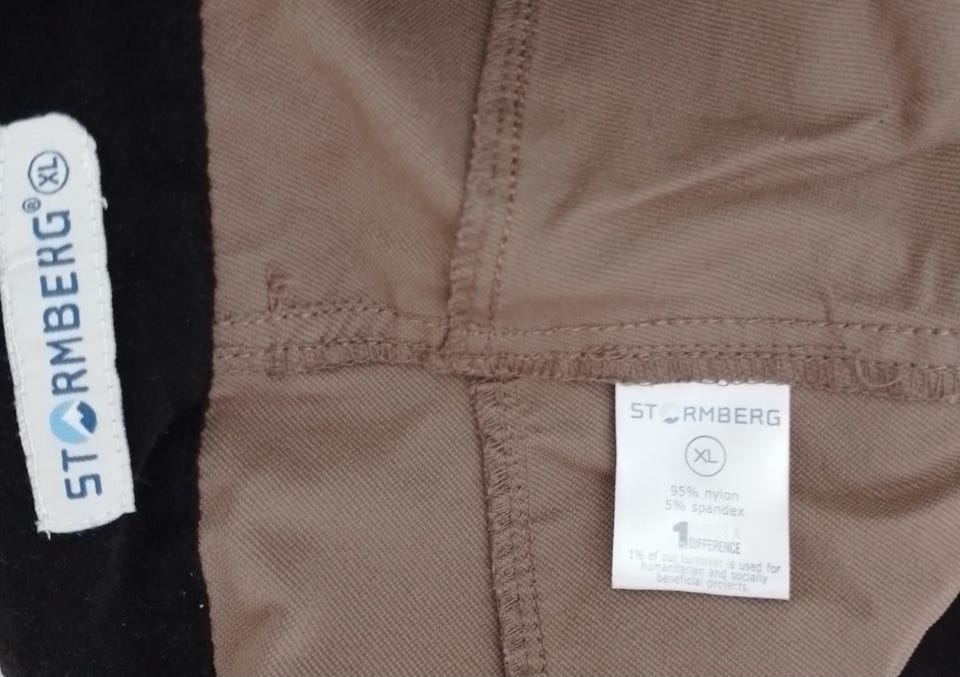 STORMBERG® XL
STORMBERG
XL
95% nylon
5% spandex
1
DIFFERENCE
1% of our turnover is used for
humanitarian and socially
beneficial projects.